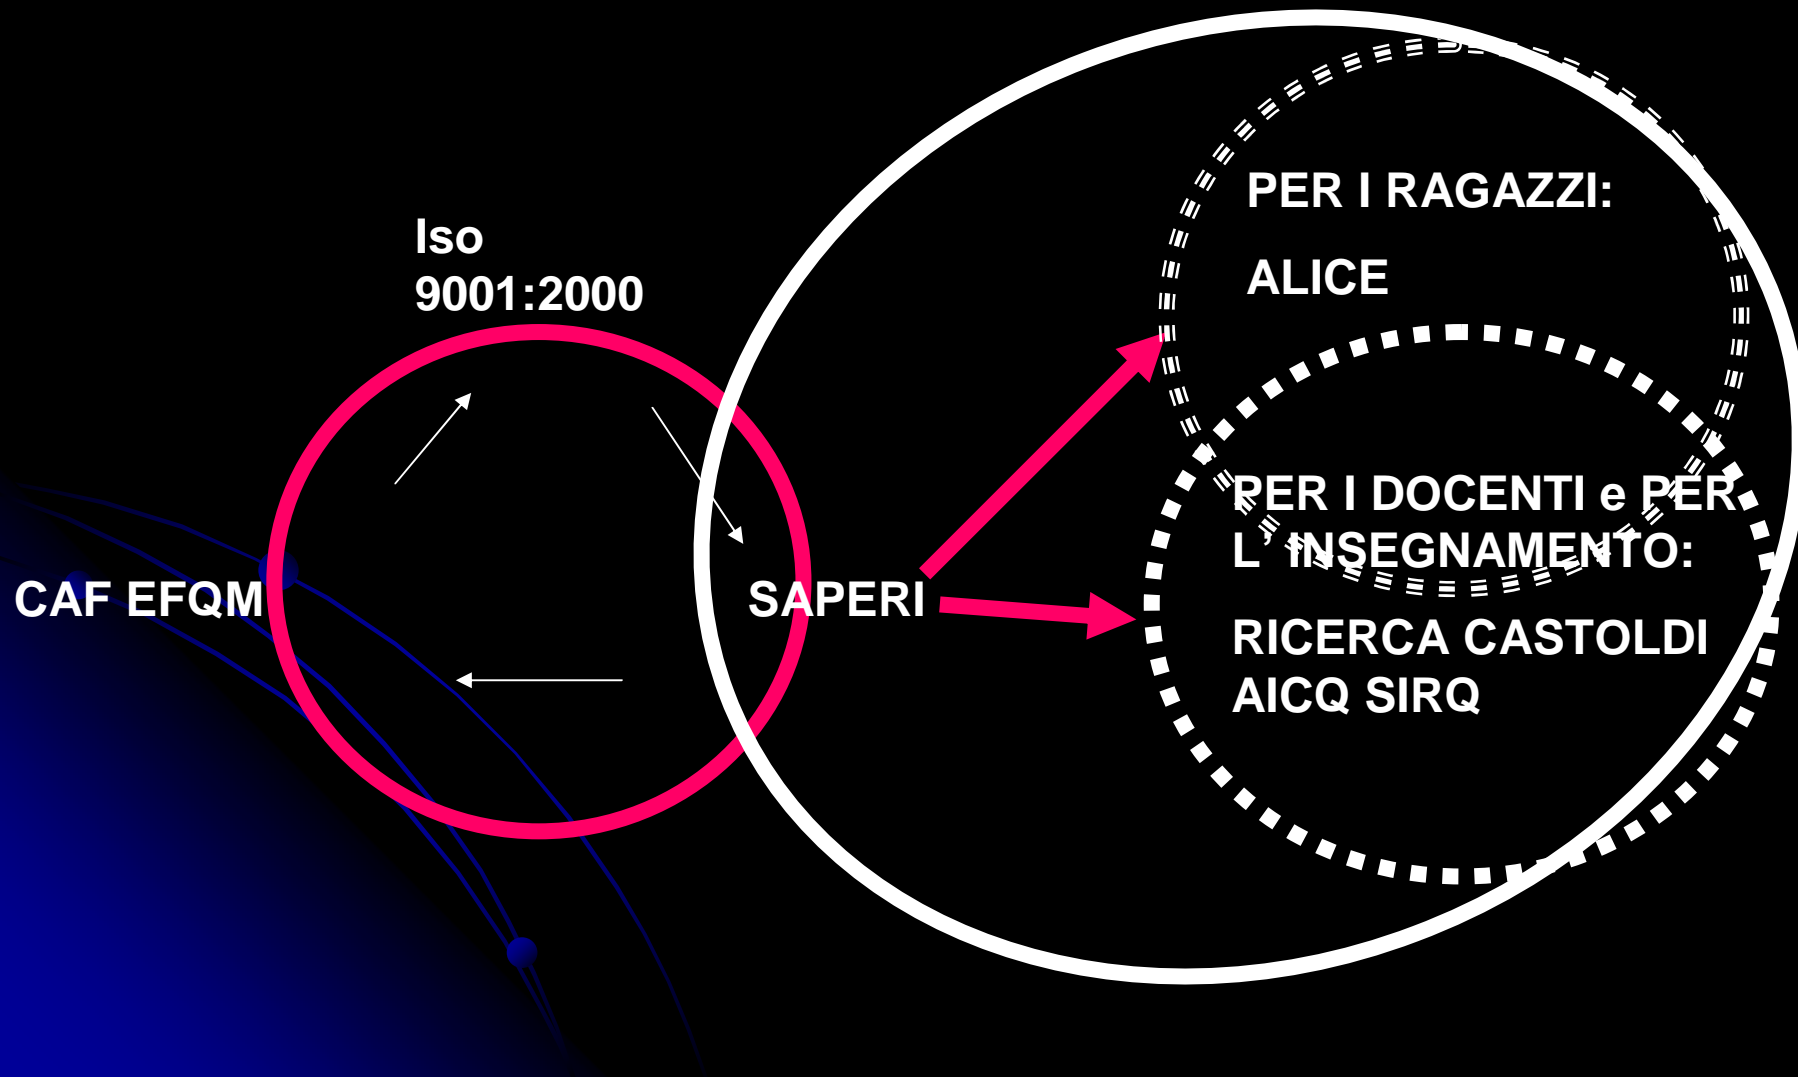 Iso
9001:2000
CAF EFQM
SAPERI
PER I RAGAZZI:
ALICE
PER I DOCENTI e PER
L’ INSEGNAMENTO:
RICERCA CASTOLDI
AICQ SIRQ